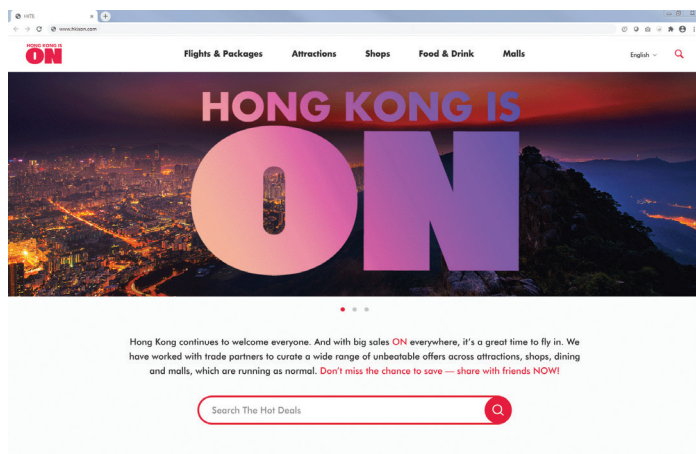 HKTB
www.hkison.com
HONG KONG IS
ON
Flights & Packages Attractions Shops Food & Drink Malls English
HONG KONG IS
ON
Hong Kong continues to welcome everyone. And with big sales ON everywhere, it's a great time to fly in. We
have worked with trade partners to curate a wide range of unbeatable offers across attractions, shops, dining
and malls, which are running as normal. Don't miss the chance to save — share with friends NOW!
Search The Hot Deals